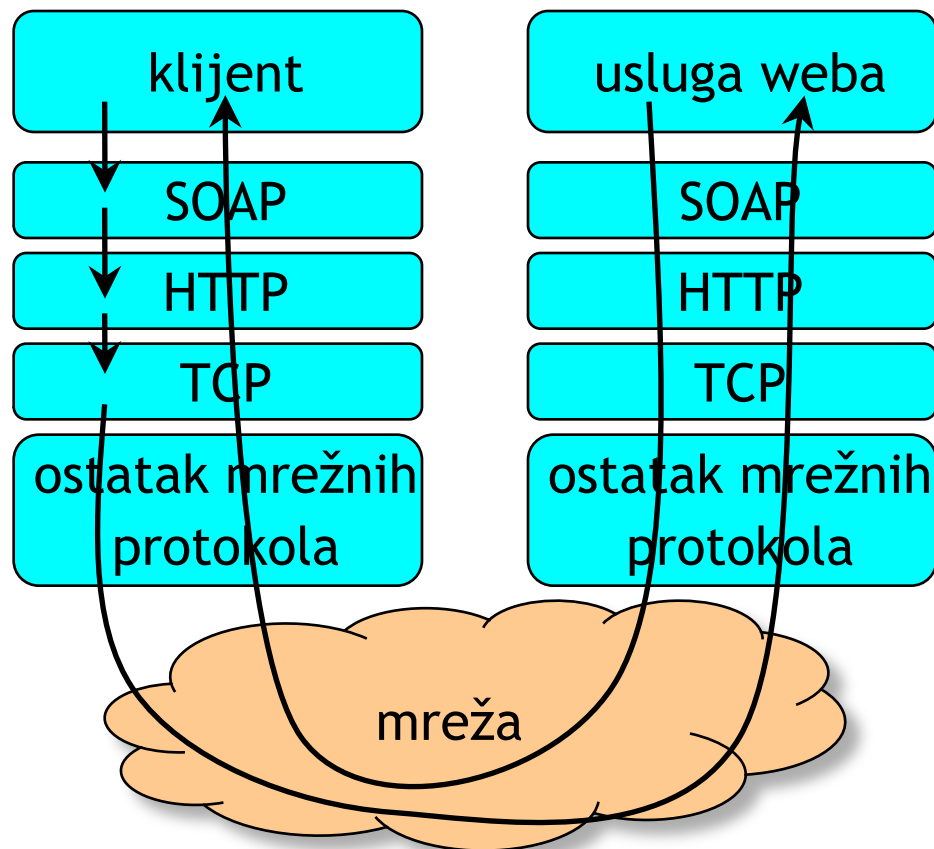 klijent
SOAP
HTTP
TCP
ostatak mrežnih
protokola
usluga weba
SOAP
HTTP
TCP
ostatak mrežnih
protokola
mreža